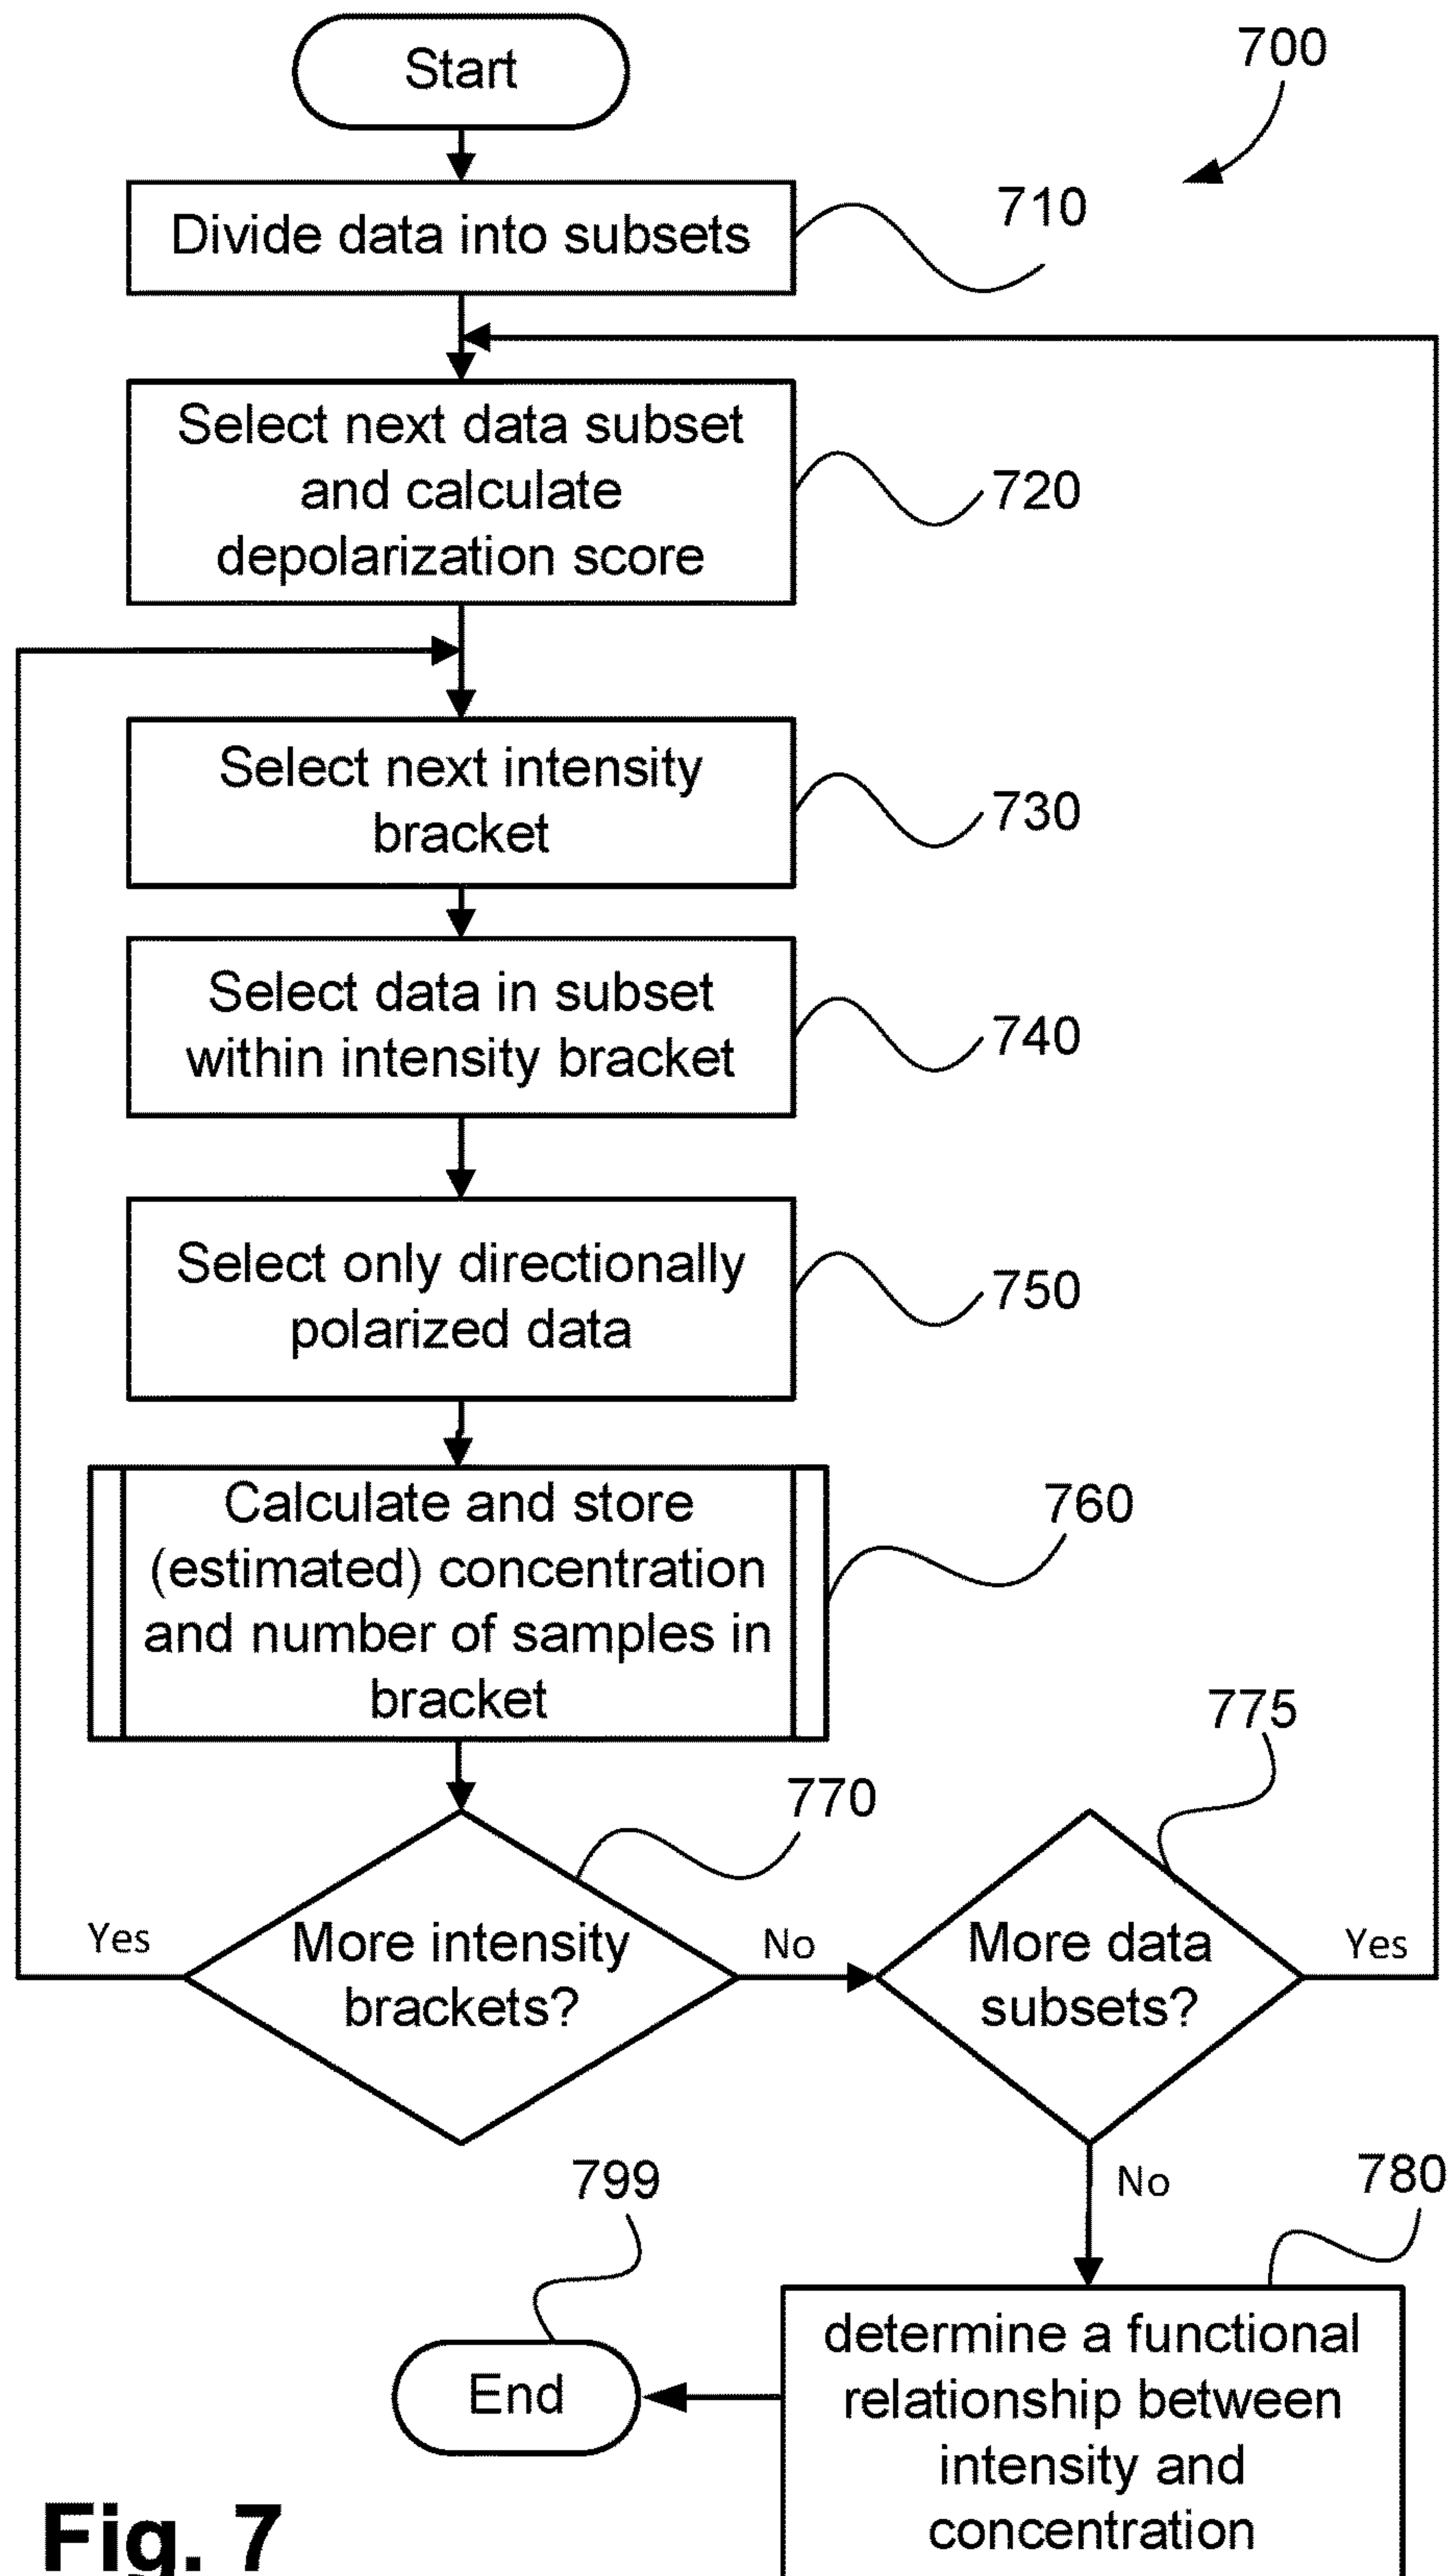 Start
700
Divide data into subsets
710
Select next data subset
and calculate
depolarization score
720
Select next intensity
bracket
730
Select data in subset
within intensity bracket
740
Select only directionally
polarized data
750
Calculate and store
(estimated) concentration
and number of samples in
bracket
760
775
770
Yes
More intensity
brackets?
No
More data
subsets?
Yes
No
799
780
End
determine a functional
relationship between
intensity and
concentration
Fig. 7